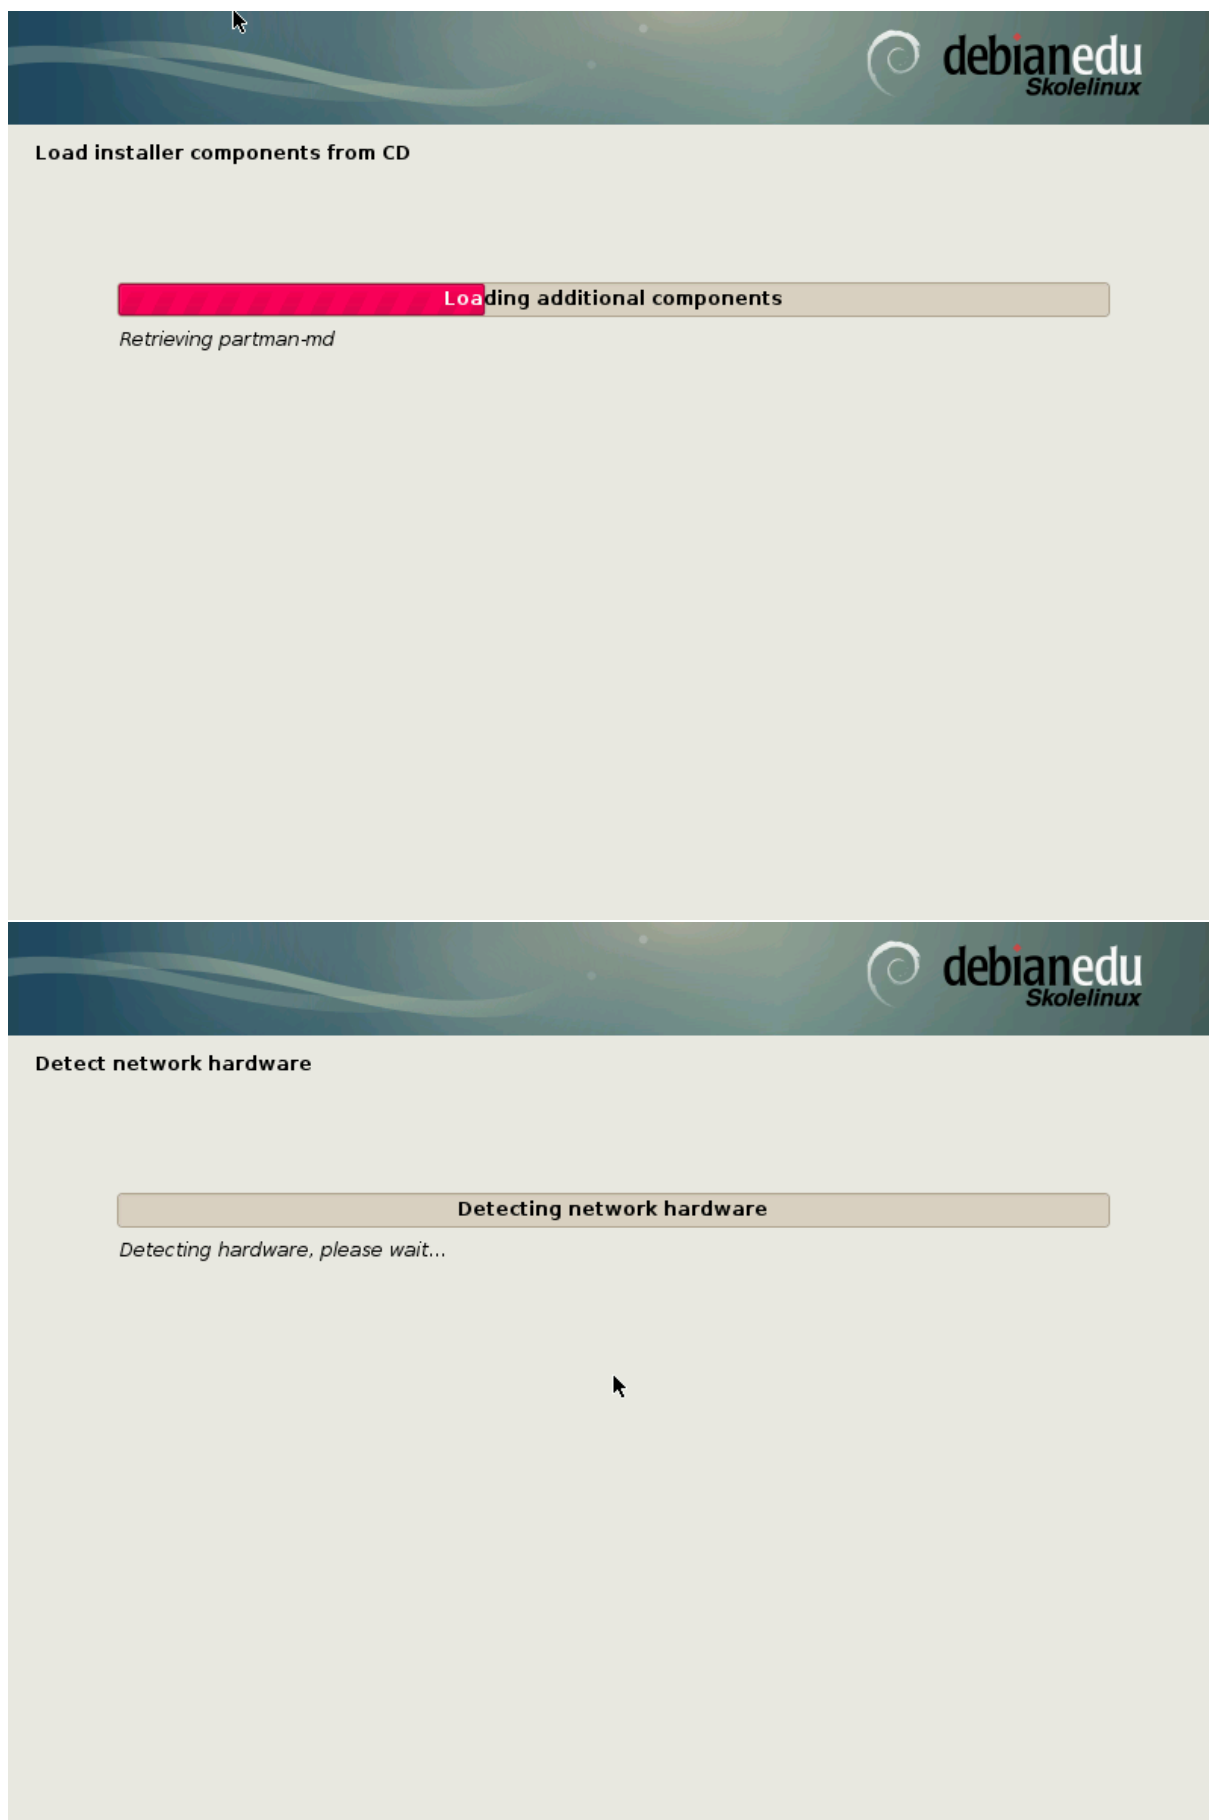 debianedu
Skolelinux
Load installer components from CD
Loading additional components
Retrieving partman-md
debianedu
Skolelinux
Detect network hardware
Detecting network hardware
Detecting hardware, please wait...